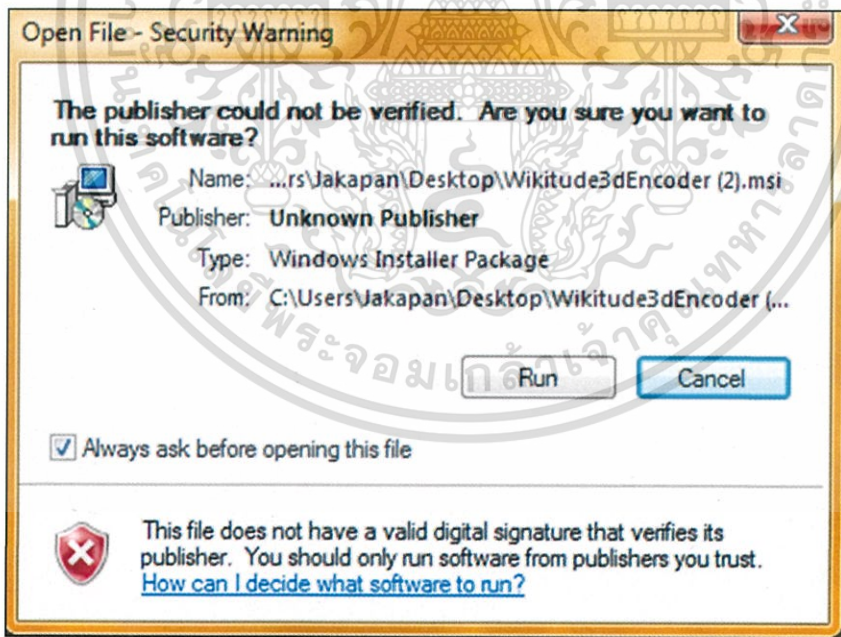 Open File - Security Warning
The publisher could not be verified. Are you sure you want to
run this software?
Name: ...rs\Jakapan\Desktop\Wikitude3dEncoder (2).msi
Publisher: Unknown Publisher
Type: Windows Installer Package
From: C:\Users\Jakapan\Desktop\Wikitude3dEncoder (...
Run
Cancel
Always ask before opening this file
This file does not have a valid digital signature that verifies its
publisher. You should only run software from publishers you trust.
How can I decide what software to run?